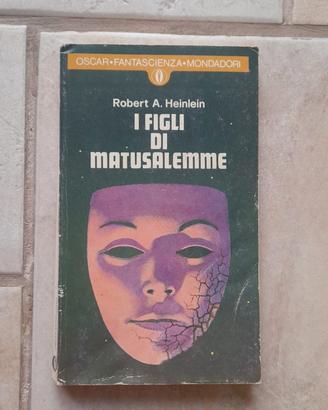 OSCAR•FANTASCIENZA•MONDADORI
Robert A. Heinlein
I FIGLI
DI
MATUSALEMME